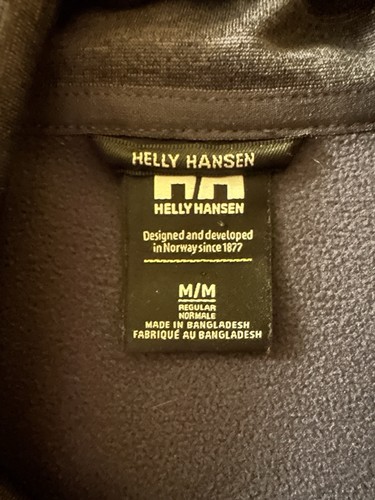 HELLY HANSEN
HELLY HANSEN
Designed and developed
in Norway since 1877
M/M
REGULAR
NORMALE
MADE IN BANGLADESH
FABRIQUÉ AU BANGLADESH